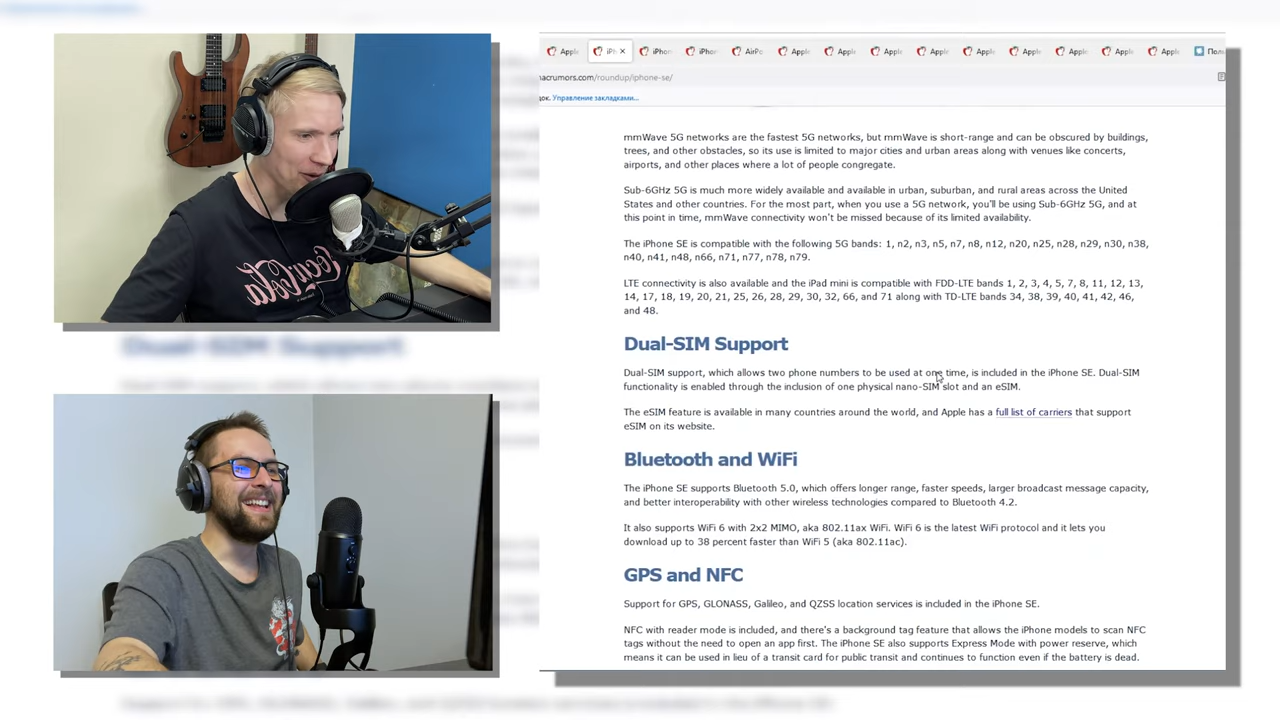 Apple
iPh
iPhon
iPhon
AirPo
Apple
Apple
Apple
Apple
Apple
Apple
Apple
Apple
Apple
Пол
nacrumors.com/roundup/iphone-se/
док. Управление закладками...
mmWave 5G networks are the fastest 5G networks, but mmWave is short-range and can be obscured by buildings,
trees, and other obstacles, so its use is limited to major cities and urban areas along with venues like concerts,
airports, and other places where a lot of people congregate.
Sub-6GHz 5G is much more widely available and available in urban, suburban, and rural areas across the United
States and other countries. For the most part, when you use a 5G network, you'll be using Sub-6GHz 5G, and at
this point in time, mmWave connectivity won't be missed because of its limited availability.
The iPhone SE is compatible with the following 5G bands: 1, n2, n3, n5, n7, n8, n12, n20, n25, n28, n29, n30, n38,
n40, n41, n48, n66, n71, n77, n78, n79.
LTE connectivity is also available and the iPad mini is compatible with FDD-LTE bands 1, 2, 3, 4, 5, 7, 8, 11, 12, 13,
14, 17, 18, 19, 20, 21, 25, 26, 28, 29, 30, 32, 66, and 71 along with TD-LTE bands 34, 38, 39, 40, 41, 42, 46,
and 48.
Dual-SIM Support
Dual-SIM support, which allows two phone numbers to be used at one time, is included in the iPhone SE. Dual-SIM
functionality is enabled through the inclusion of one physical nano-SIM slot and an eSIM.
The eSIM feature is available in many countries around the world, and Apple has a full list of carriers that support
eSIM on its website.
Bluetooth and WiFi
The iPhone SE supports Bluetooth 5.0, which offers longer range, faster speeds, larger broadcast message capacity,
and better interoperability with other wireless technologies compared to Bluetooth 4.2.
It also supports WiFi 6 with 2x2 MIMO, aka 802.11ax WiFi. WiFi 6 is the latest WiFi protocol and it lets you
download up to 38 percent faster than WiFi 5 (aka 802.11ac).
GPS and NFC
Support for GPS, GLONASS, Galileo, and QZSS location services is included in the iPhone SE.
NFC with reader mode is included, and there's a background tag feature that allows the iPhone models to scan NFC
tags without the need to open an app first. The iPhone SE also supports Express Mode with power reserve, which
means it can be used in lieu of a transit card for public transit and continues to function even if the battery is dead.
Coca-Cola
Dual-SIM Support